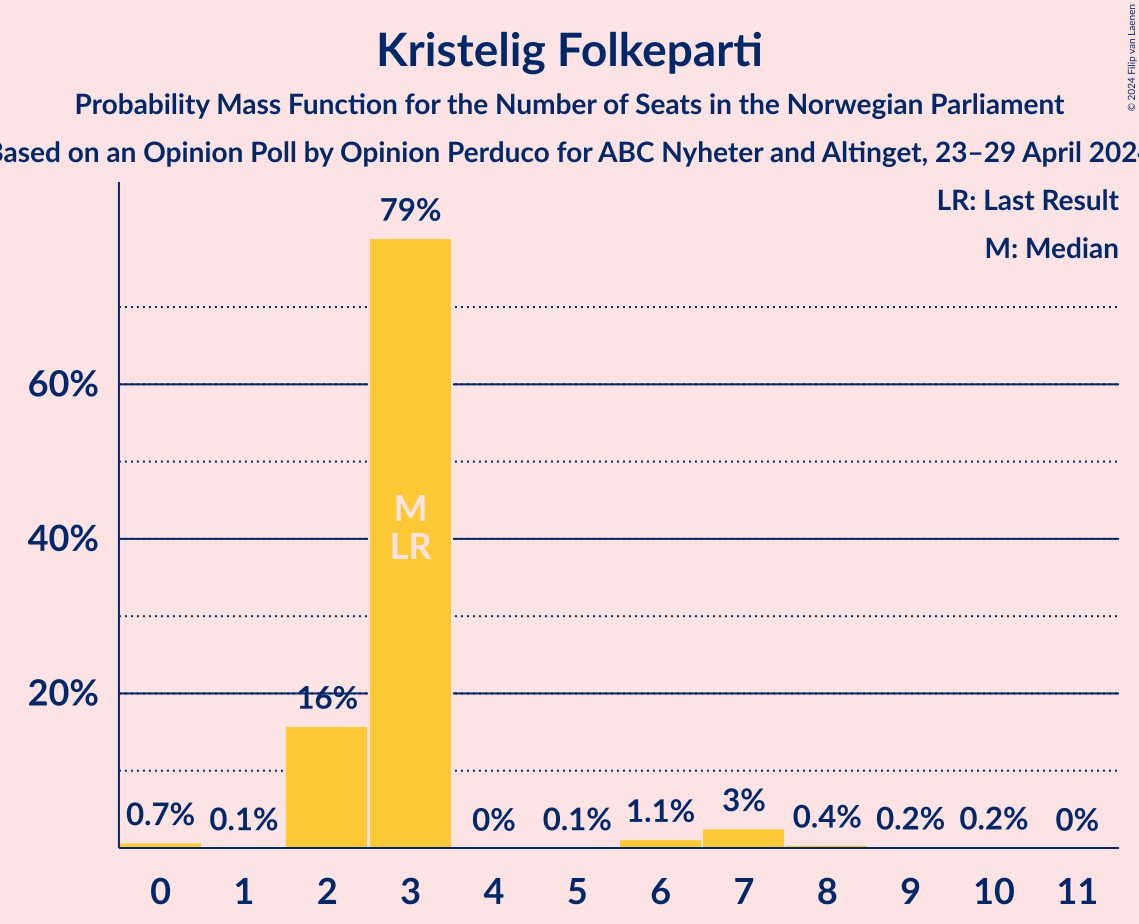 Kristelig Folkeparti
Probability Mass Function for the Number of Seats in the Norwegian Parliament
Based on an Opinion Poll by Opinion Perduco for ABC Nyheter and Altinget, 23–29 April 2024
© 2024 Filip van Laenen
LR: Last Result
M: Median
79%
60%
M
40%
LR
20%
16%
0.7% 0.1% 0% 0.1% 1.1% 3% 0.4% 0.2% 0.2% 0%
0 1 2 3 4 5 6 7 8 9 10 11